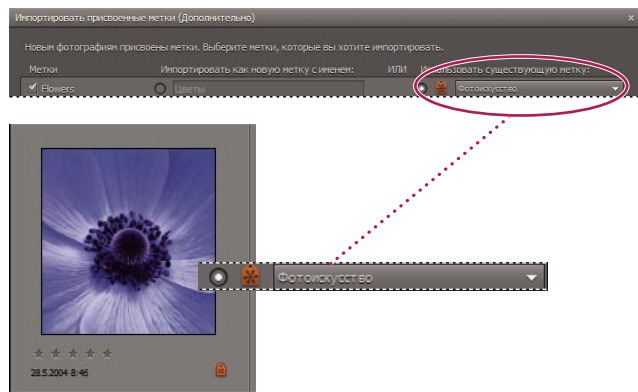 Импортировать присвоенные метки (Дополнительно)
Новым фотографиям присвоены метки. Выберите метки, которые вы хотите импортировать.
Метки Импортировать как новую метку с именем: ИЛИ Использовать существующую метку:
Flowers Цветы Фотоискусство
Фотоискусство
28.5.2004 8:46